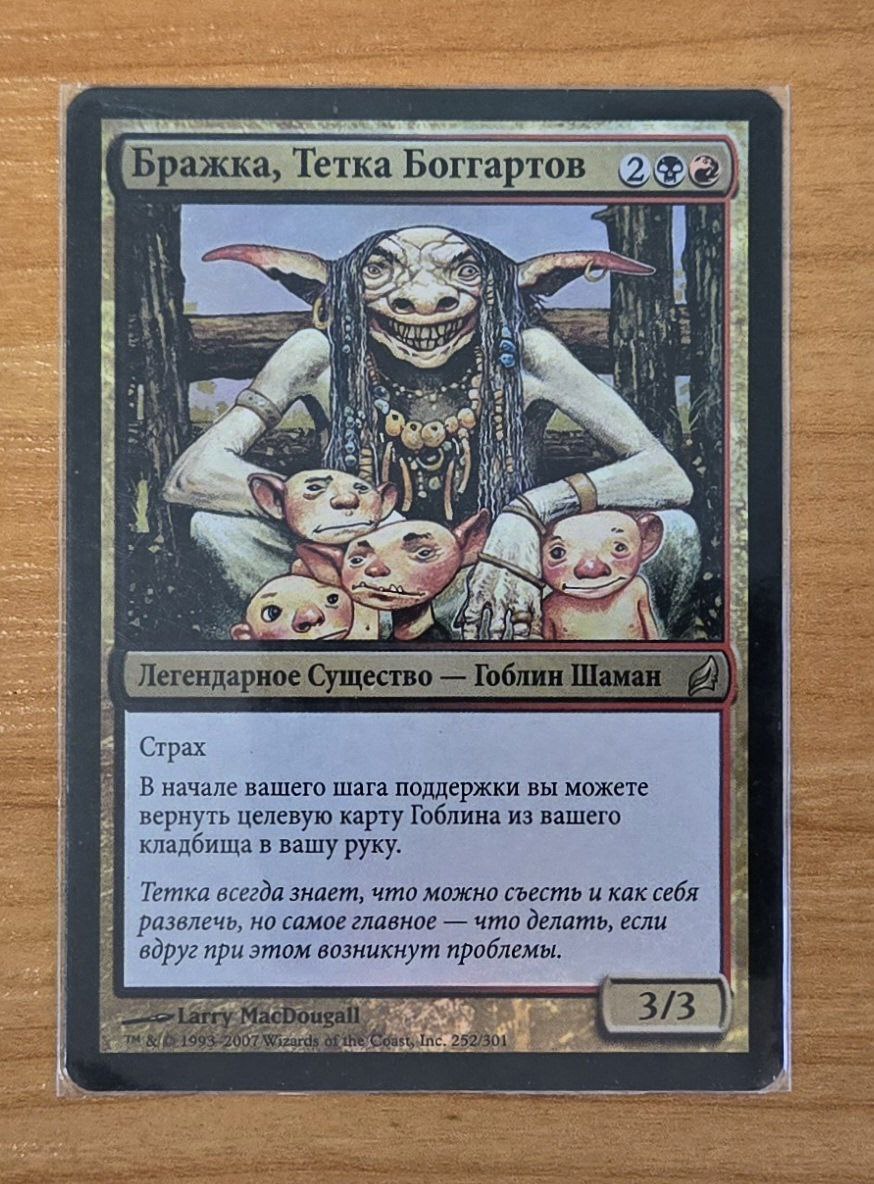 Бражка, Тетка Боггартов 2
Легендарное Существо — Гоблин Шаман
Страх
В начале вашего шага поддержки вы можете
вернуть целевую карту Гоблина из вашего
кладбища в вашу руку.
Тетка всегда знает, что можно съесть и как себя
развлечь, но самое главное — что делать, если
вдруг при этом возникнут проблемы.
3/3
Larry MacDougall
™ & © 1993-2007 Wizards of the Coast, Inc. 252/301